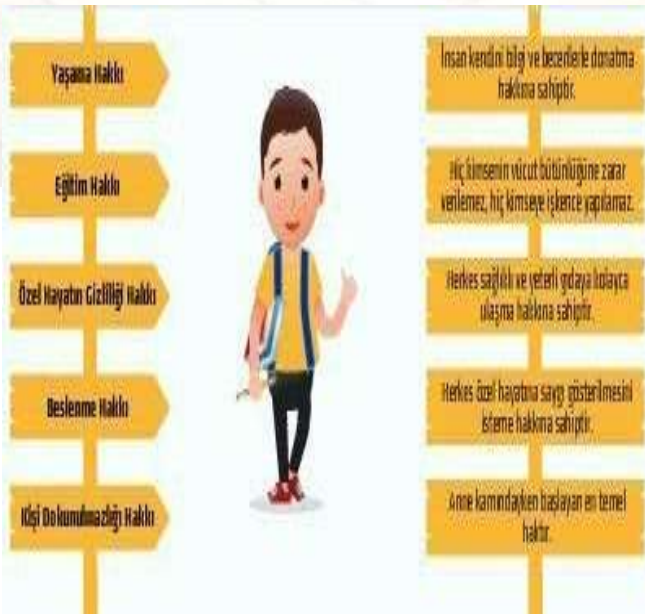 Yaşama Hakkı
Eğitim Hakkı
Özel Hayatın Gizliliği Hakkı
Beslenme Hakkı
Kişi Dokunulmazlığı Hakkı
İnsan kendini bilgi ve becerilerle donatma
hakkına sahiptir.
Hiç kimsenin vücut bütünlüğüne zarar
verilemez, hiç kimseye işkence yapılamaz.
Herkes sağlıklı ve yeterli gıdaya kolayca
ulaşma hakkına sahiptir.
Herkes özel hayatına saygı gösterilmesini
isteme hakkına sahiptir.
Anne karnındayken başlayan en temel
haktır.